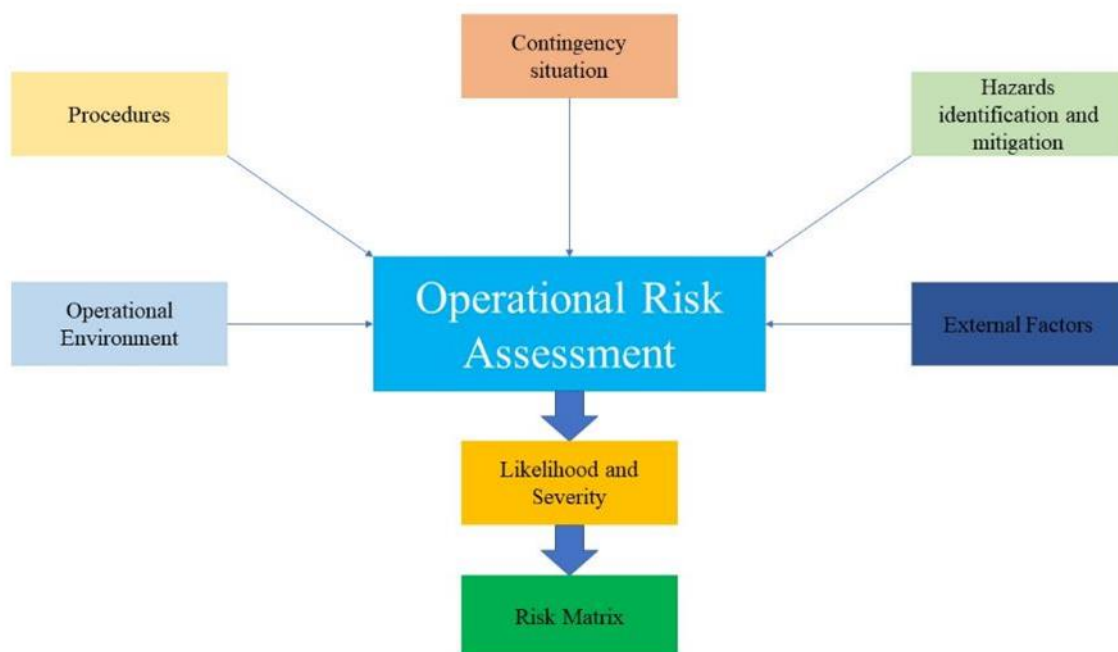 Contingency
situation
Procedures
Hazards
identification and
mitigation
Operational Risk
Assessment
Operational
Environment
External Factors
Likelihood and
Severity
Risk Matrix